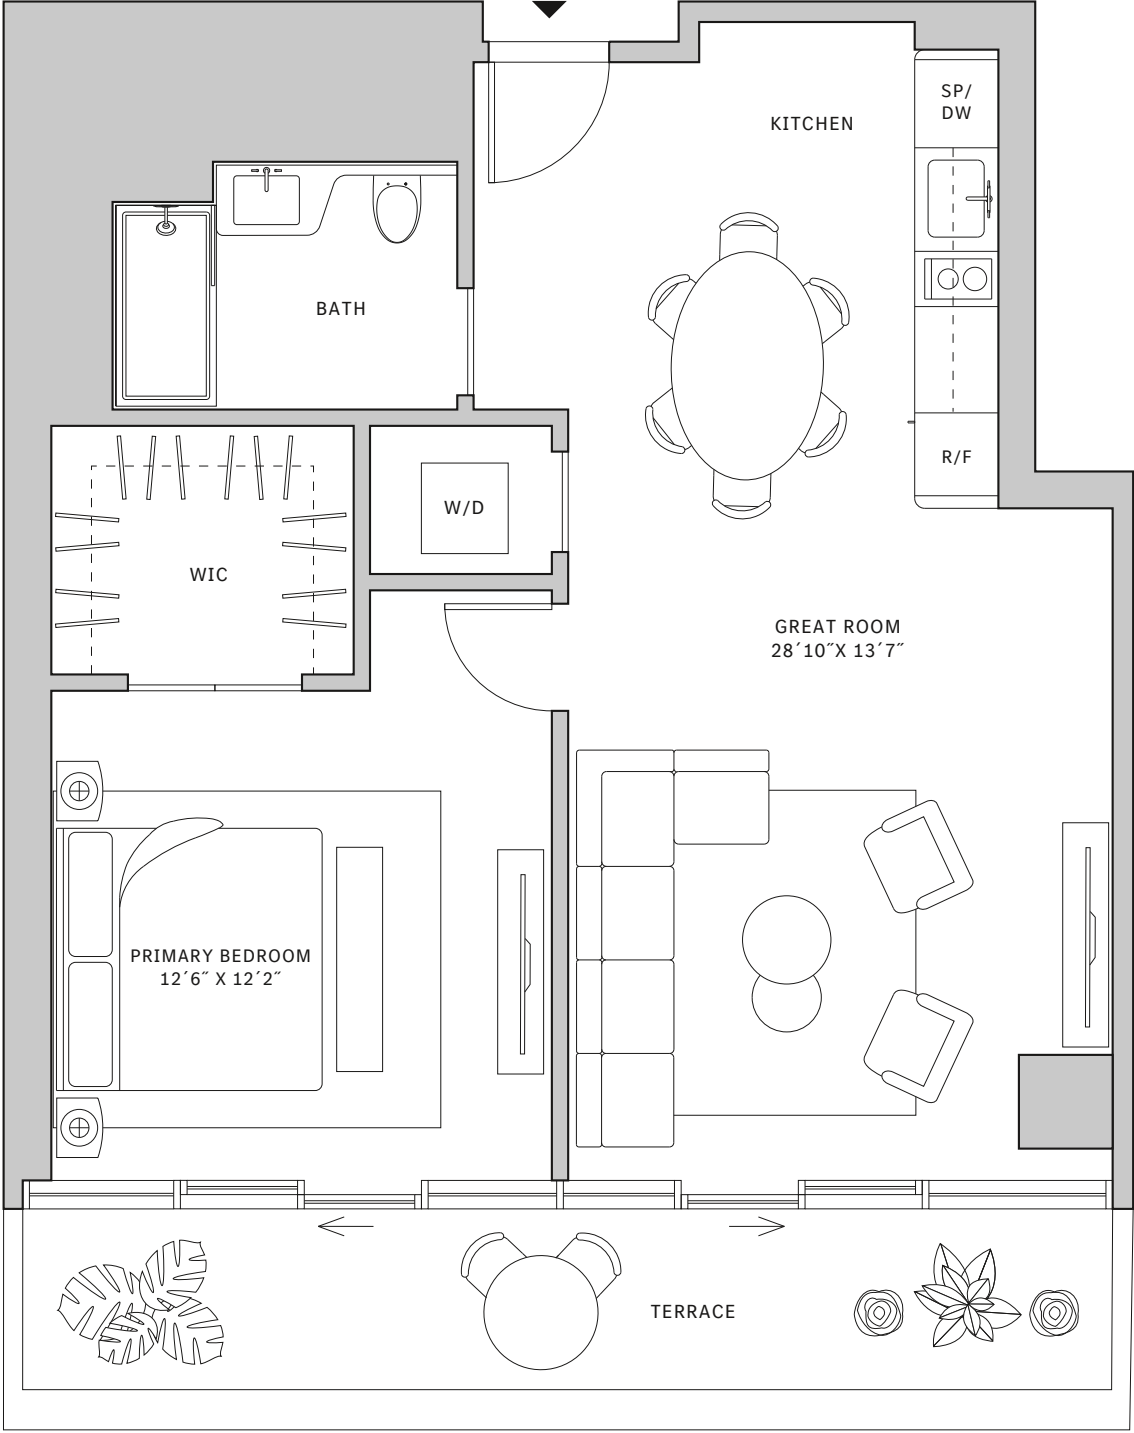 SP/
DW
KITCHEN
BATH
R/F
W/D
WIC
GREAT ROOM
28´10˝X 13´7˝
PRIMARY BEDROOM
12´6˝ X 12´2˝
TERRACE